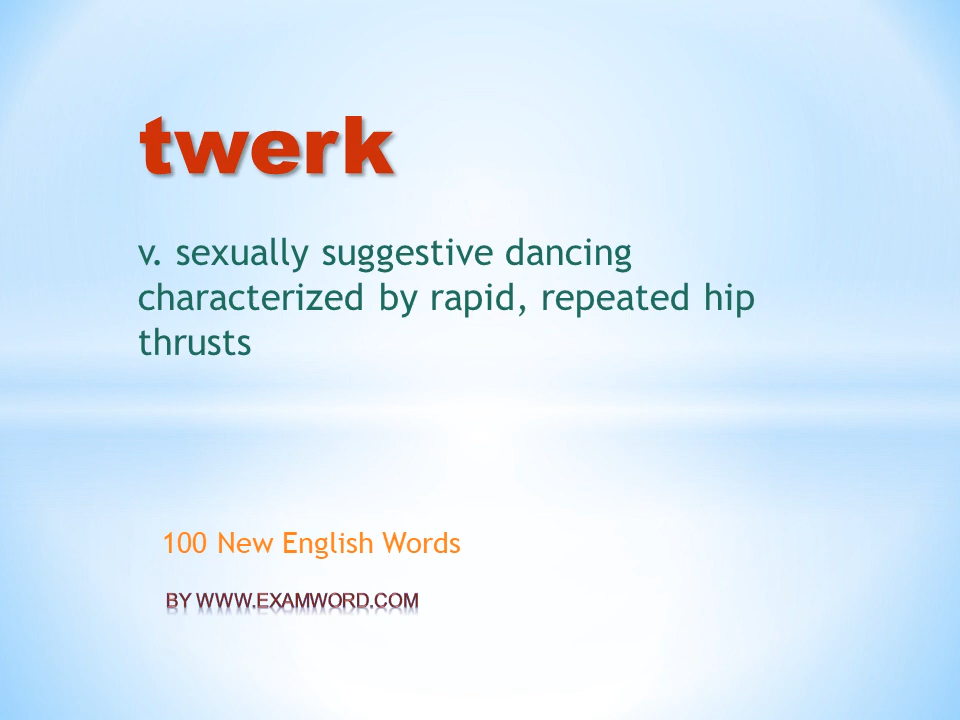 twerk
v. sexually suggestive dancing
characterized by rapid, repeated hip
thrusts
100 New English Words
BY WWW.EXAMWORD.COM